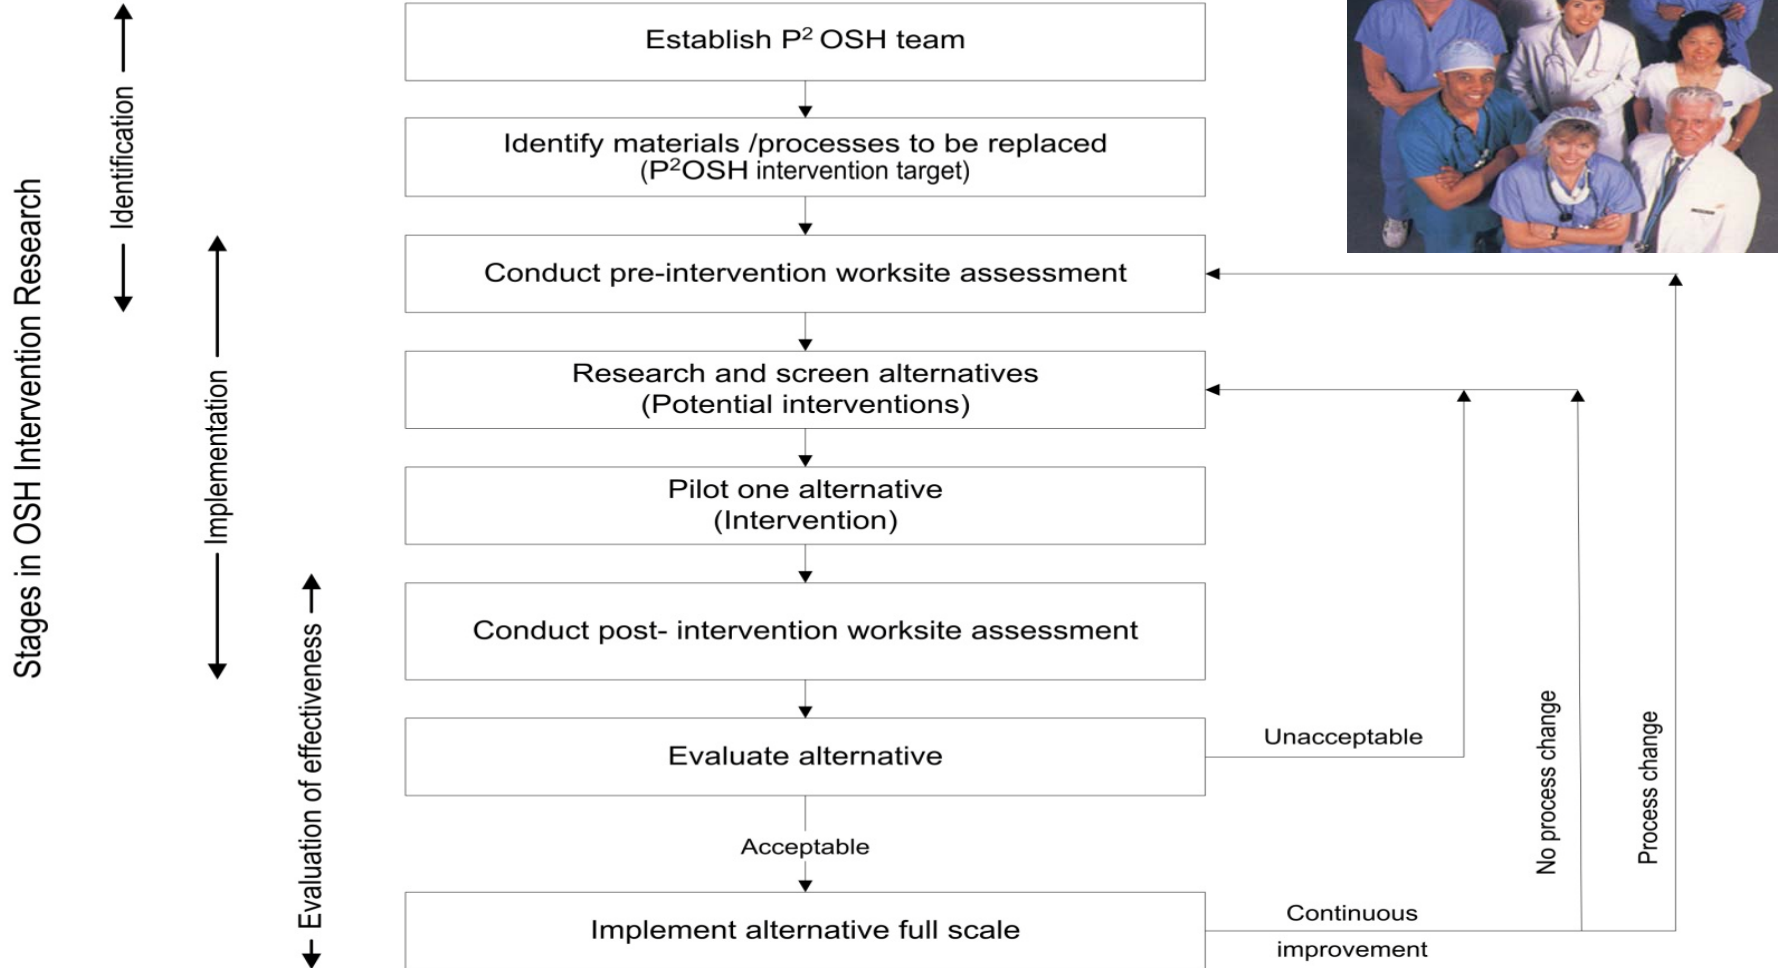 Stages in OSH Intervention Research
Identification
Implementation
Evaluation of effectiveness
Establish P² OSH team
Identify materials /processes to be replaced
(P²OSH intervention target)
Conduct pre-intervention worksite assessment
Research and screen alternatives
(Potential interventions)
Pilot one alternative
(Intervention)
Conduct post- intervention worksite assessment
Evaluate alternative
Unacceptable
Acceptable
Implement alternative full scale
Continuous
improvement
No process change
Process change